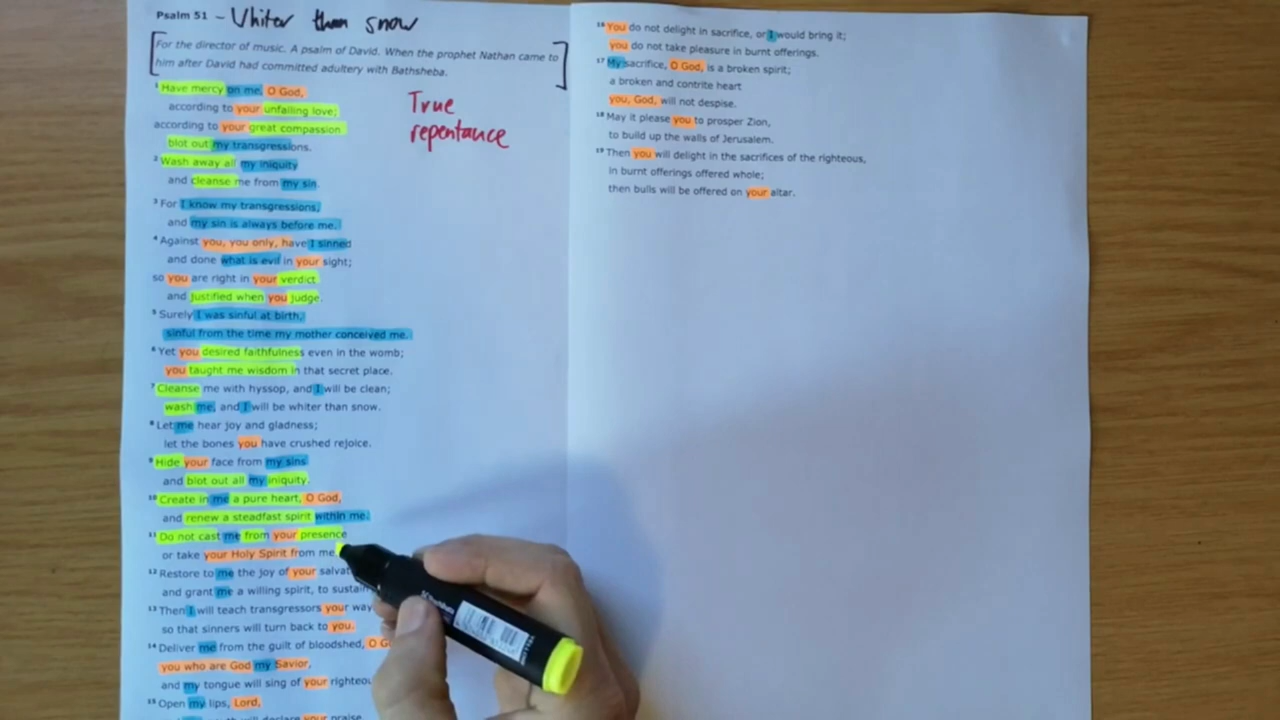 Psalm 51 - Whiter than snow
For the director of music. A psalm of David. When the prophet Nathan came to
him after David had committed adultery with Bathsheba.
True
repentance
1 Have mercy on me, O God,
according to your unfailing love;
according to your great compassion
blot out my transgressions.
2 Wash away all my iniquity
and cleanse me from my sin.
3 For I know my transgressions,
and my sin is always before me.
4 Against you, you only, have I sinned
and done what is evil in your sight;
so you are right in your verdict
and justified when you judge.
5 Surely I was sinful at birth,
sinful from the time my mother conceived me.
6 Yet you desired faithfulness even in the womb;
you taught me wisdom in that secret place.
7 Cleanse me with hyssop, and I will be clean;
wash me, and I will be whiter than snow.
8 Let me hear joy and gladness;
let the bones you have crushed rejoice.
9 Hide your face from my sins
and blot out all my iniquity.
10 Create in me a pure heart, O God,
and renew a steadfast spirit within me.
11 Do not cast me from your presence
or take your Holy Spirit from me.
12 Restore to me the joy of your salvat
and grant me a willing spirit, to sustain
13 Then I will teach transgressors your way
so that sinners will turn back to you.
14 Deliver me from the guilt of bloodshed, O G
you who are God my Savior,
and my tongue will sing of your righteou
15 Open my lips, Lord,
your praise
16 You do not delight in sacrifice, or I would bring it;
you do not take pleasure in burnt offerings.
17 My sacrifice, O God, is a broken spirit;
a broken and contrite heart
you, God, will not despise.
18 May it please you to prosper Zion,
to build up the walls of Jerusalem.
19 Then you will delight in the sacrifices of the righteous,
in burnt offerings offered whole;
then bulls will be offered on your altar.